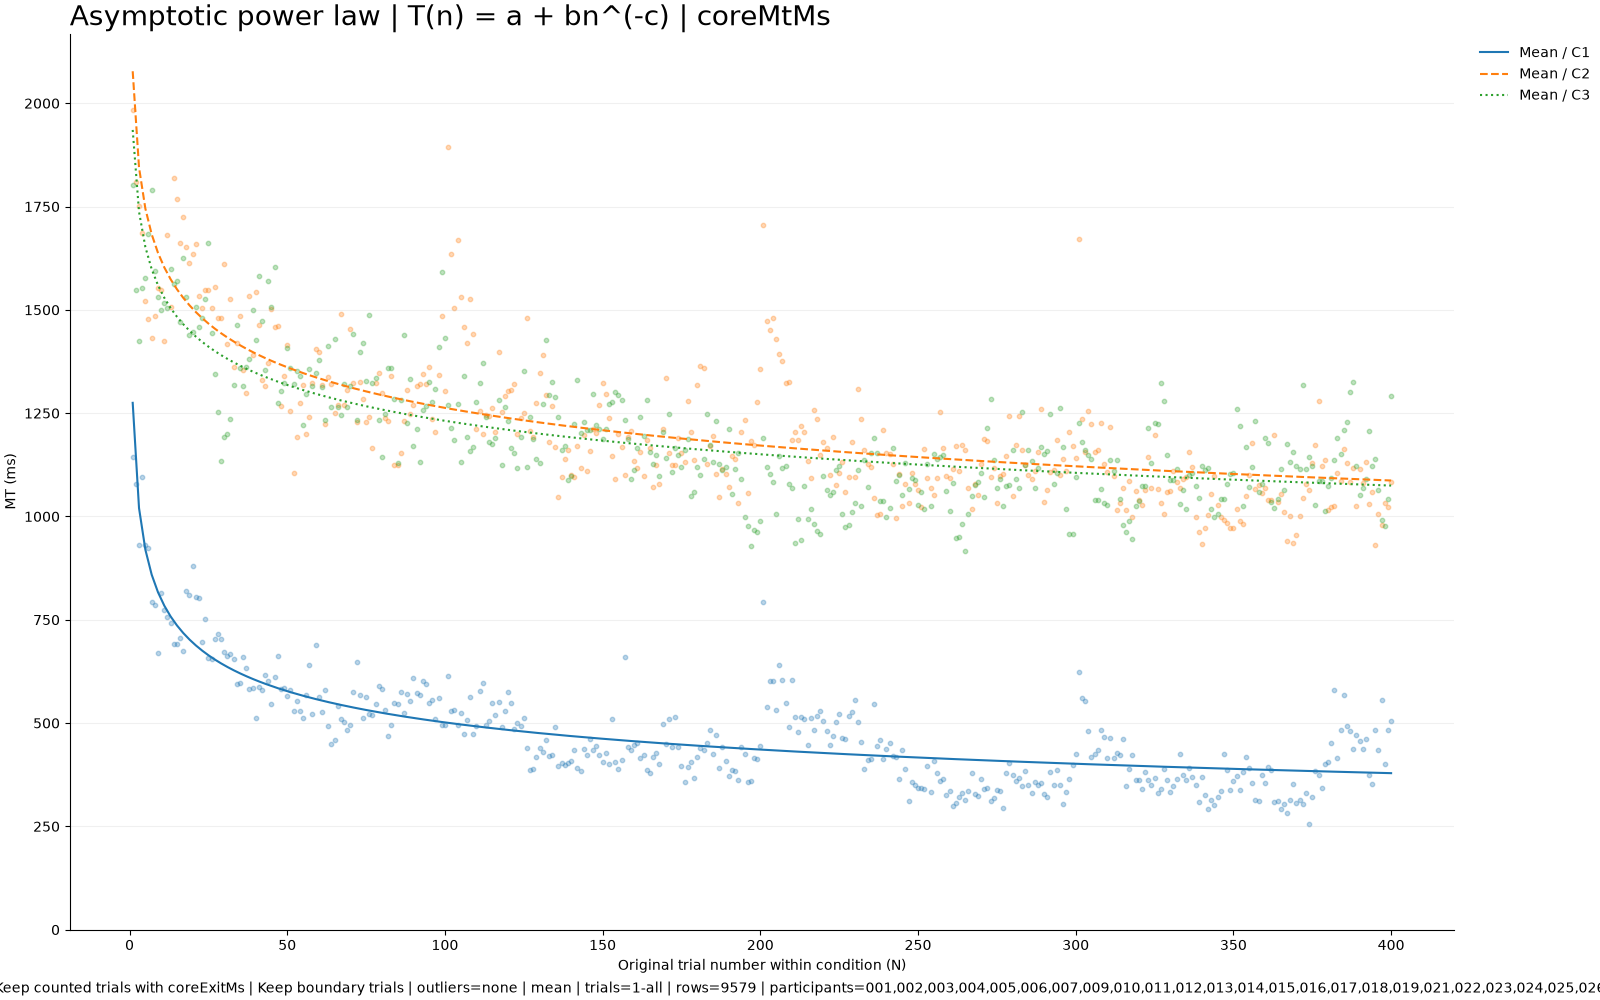 Asymptotic power law | T(n) = a + bn^(-c) | coreMtMs
Mean / C1
Mean / C2
Mean / C3
MT (ms)
2000
1750
1500
1250
1000
750
500
250
0
0 50 100 150 200 250 300 350 400
Original trial number within condition (N)
Keep counted trials with coreExitMs | Keep boundary trials | outliers=none | mean | trials=1-all | rows=9579 | participants=001,002,003,004,005,006,007,009,010,011,012,013,014,015,016,017,018,019,021,022,023,024,025,026